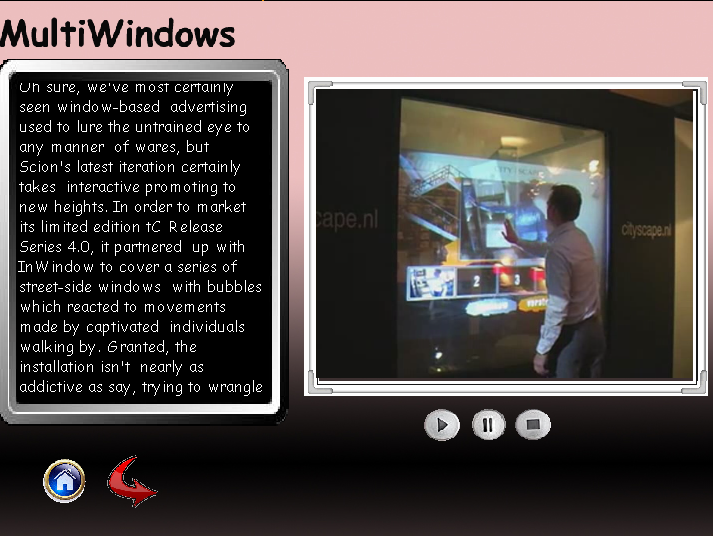 MultiWindows
Oh sure, we've most certainly
seen window-based advertising
used to lure the untrained eye to
any manner of wares, but
Scion's latest iteration certainly
takes interactive promoting to
new heights. In order to market
its limited edition tC Release
Series 4.0, it partnered up with
InWindow to cover a series of
street-side windows with bubbles
which reacted to movements
made by captivated individuals
walking by. Granted, the
installation isn't nearly as
addictive as say, trying to wrangle
cape.nl
cityscape.nl
2
3